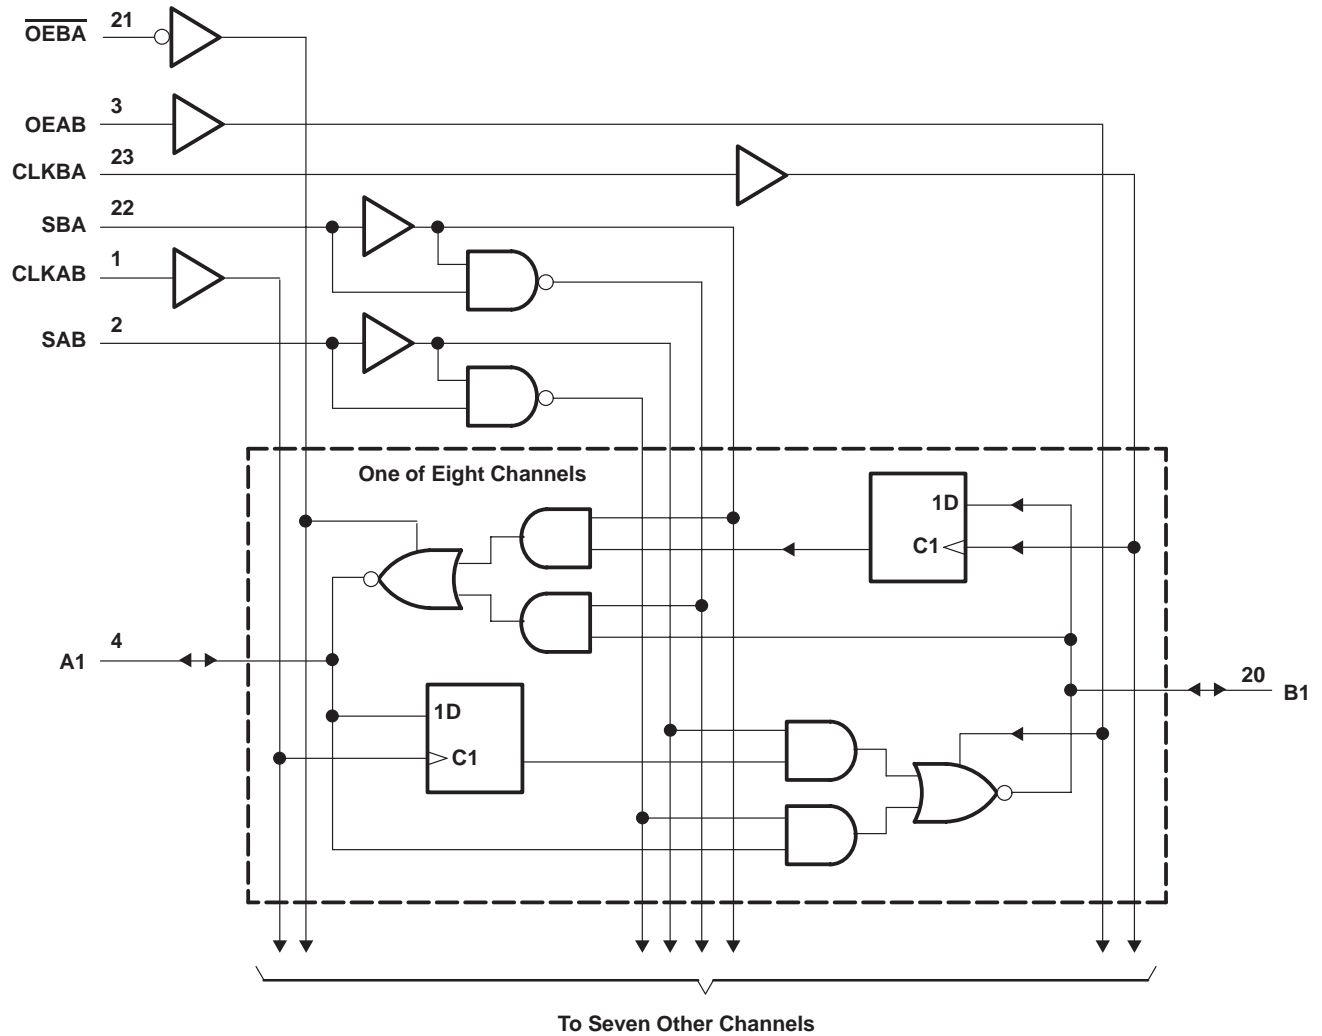 21
O̅E̅B̅A̅
3
OEAB
23
CLKBA
22
SBA
1
CLKAB
2
SAB
One of Eight Channels
1D
C1
4
A1
20
B1
1D
C1
To Seven Other Channels